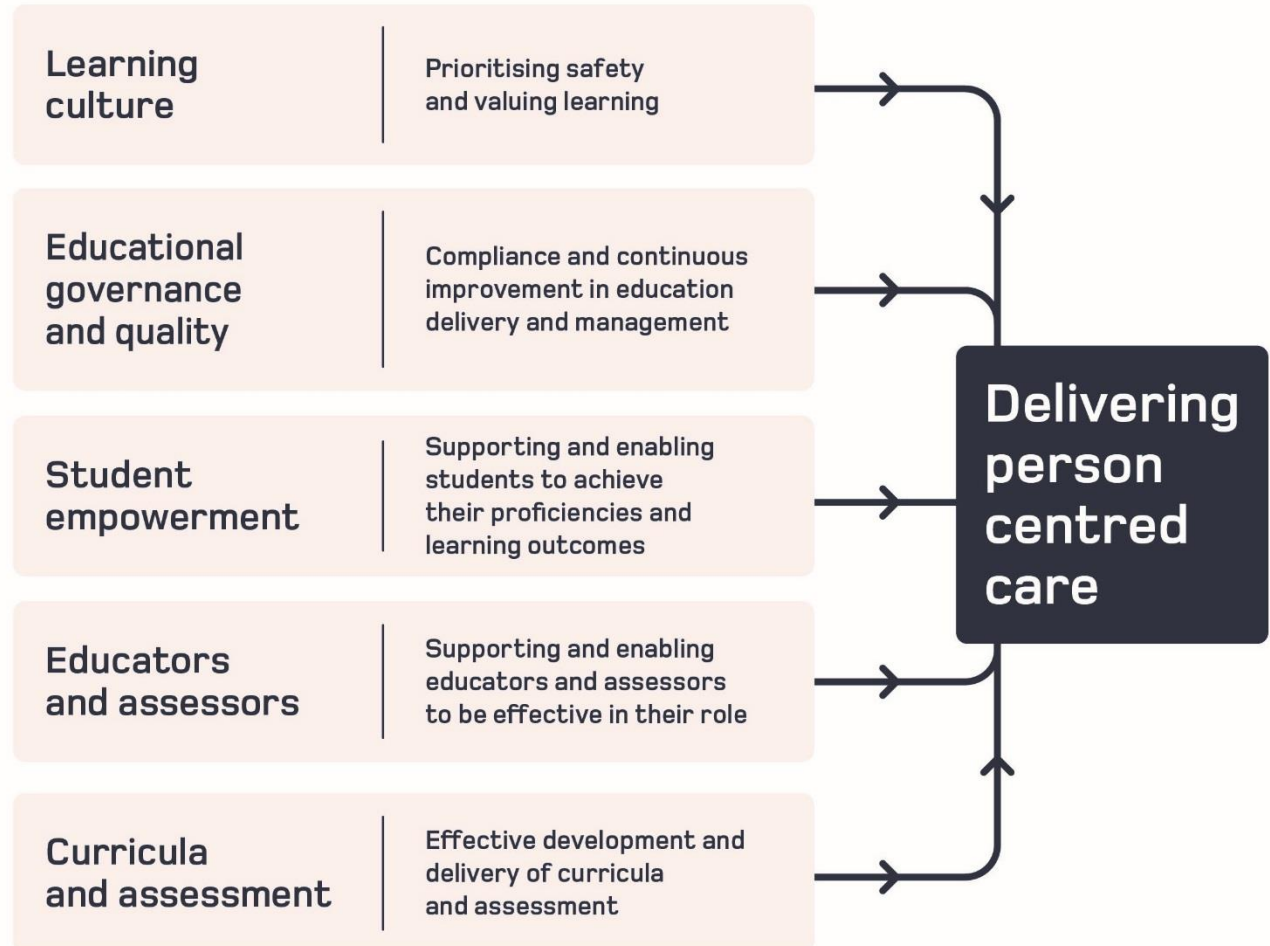 Learning
culture
Prioritising safety
and valuing learning
Educational
governance
and quality
Compliance and continuous
improvement in education
delivery and management
Student
empowerment
Supporting and enabling
students to achieve
their proficiencies and
learning outcomes
Educators
and assessors
Supporting and enabling
educators and assessors
to be effective in their role
Curricula
and assessment
Effective development and
delivery of curricula
and assessment
Delivering
person
centred
care